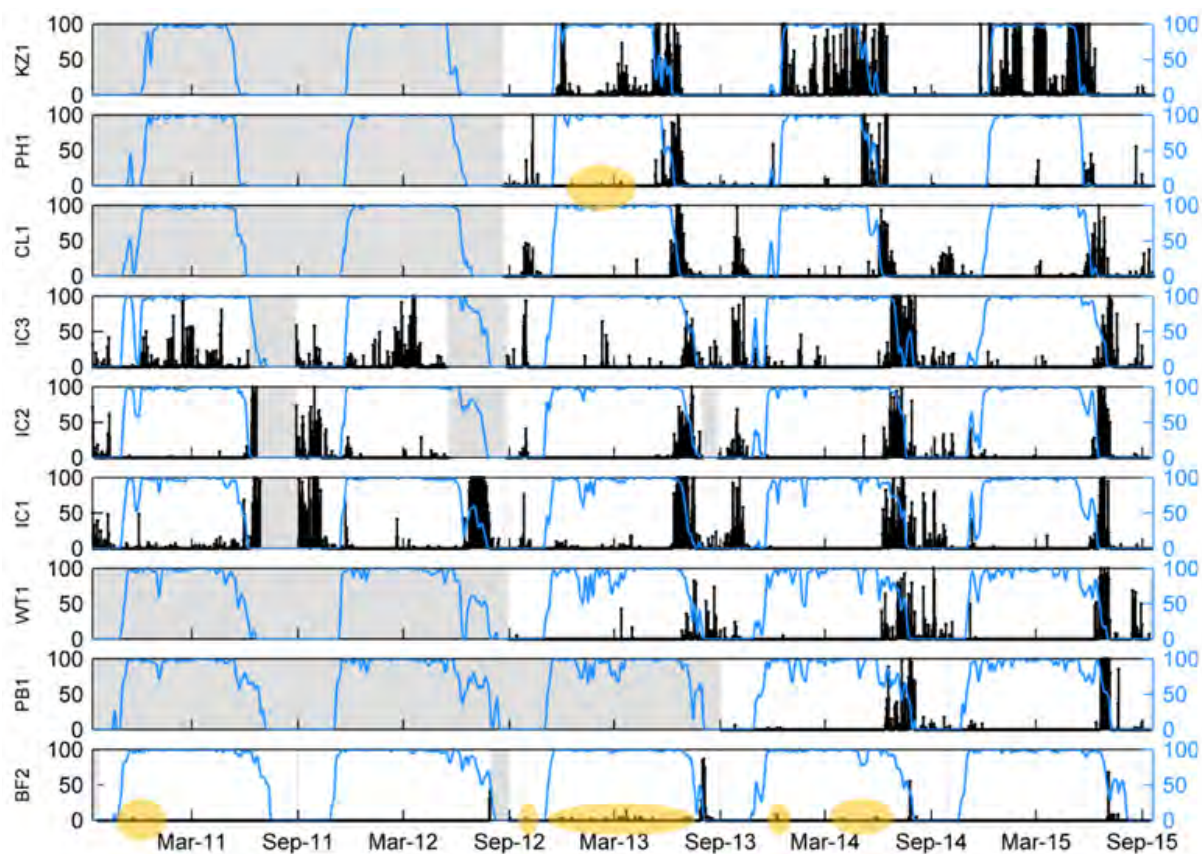 100 100
KZ1 50 50
0 0
100 100
PH1 50 50
0 0
100 100
CL1 50 50
0 0
100 100
IC3 50 50
0 0
100 100
IC2 50 50
0 0
100 100
IC1 50 50
0 0
100 100
WT1 50 50
0 0
100 100
PB1 50 50
0 0
100 100
BF2 50 50
0 0
Mar-11 Sep-11 Mar-12 Sep-12 Mar-13 Sep-13 Mar-14 Sep-14 Mar-15 Sep-15